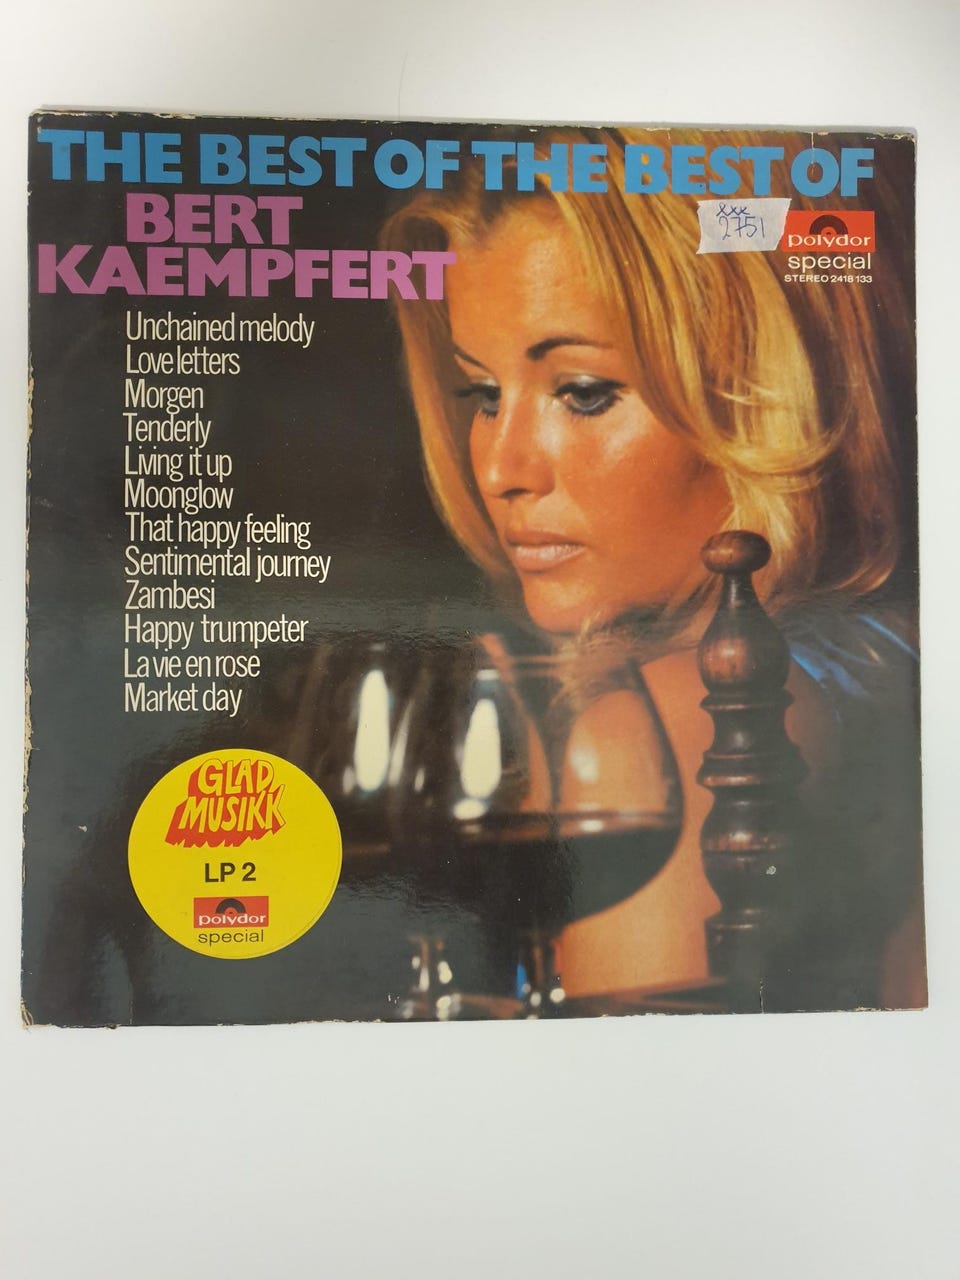 THE BEST OF THE BEST OF
BERT
KAEMPFERT
2751
polydor
special
STEREO 2418 133
Unchained melody
Love letters
Morgen
Tenderly
Living it up
Moonglow
That happy feeling
Sentimental journey
Zambesi
Happy trumpeter
La vie en rose
Market day
GLAD
MUSIKK
LP 2
polydor
special